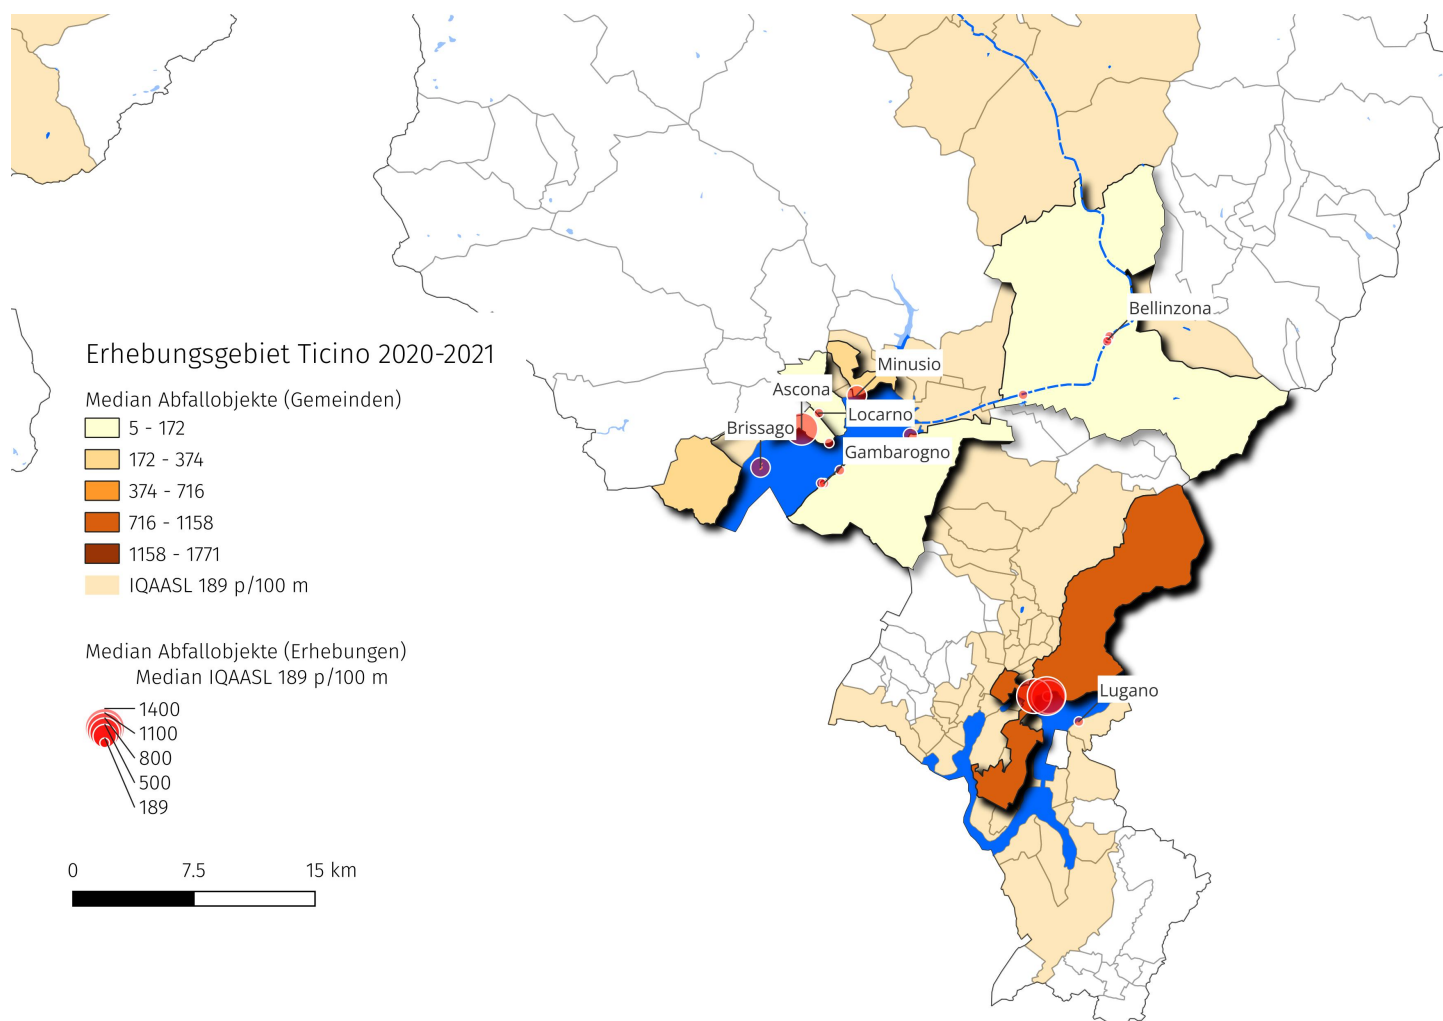 Bellinzona
Erhebungsgebiet Ticino 2020-2021
Minusio
Ascona
Median Abfallobjekte (Gemeinden)
Locarno
5 - 172
Brissago
172 - 374
Gambarogno
374 - 716
716 - 1158
1158 - 1771
IQAASL 189 p/100 m
Median Abfallobjekte (Erhebungen)
Median IQAASL 189 p/100 m
Lugano
1400
1100
800
500
189
0 7.5 15 km